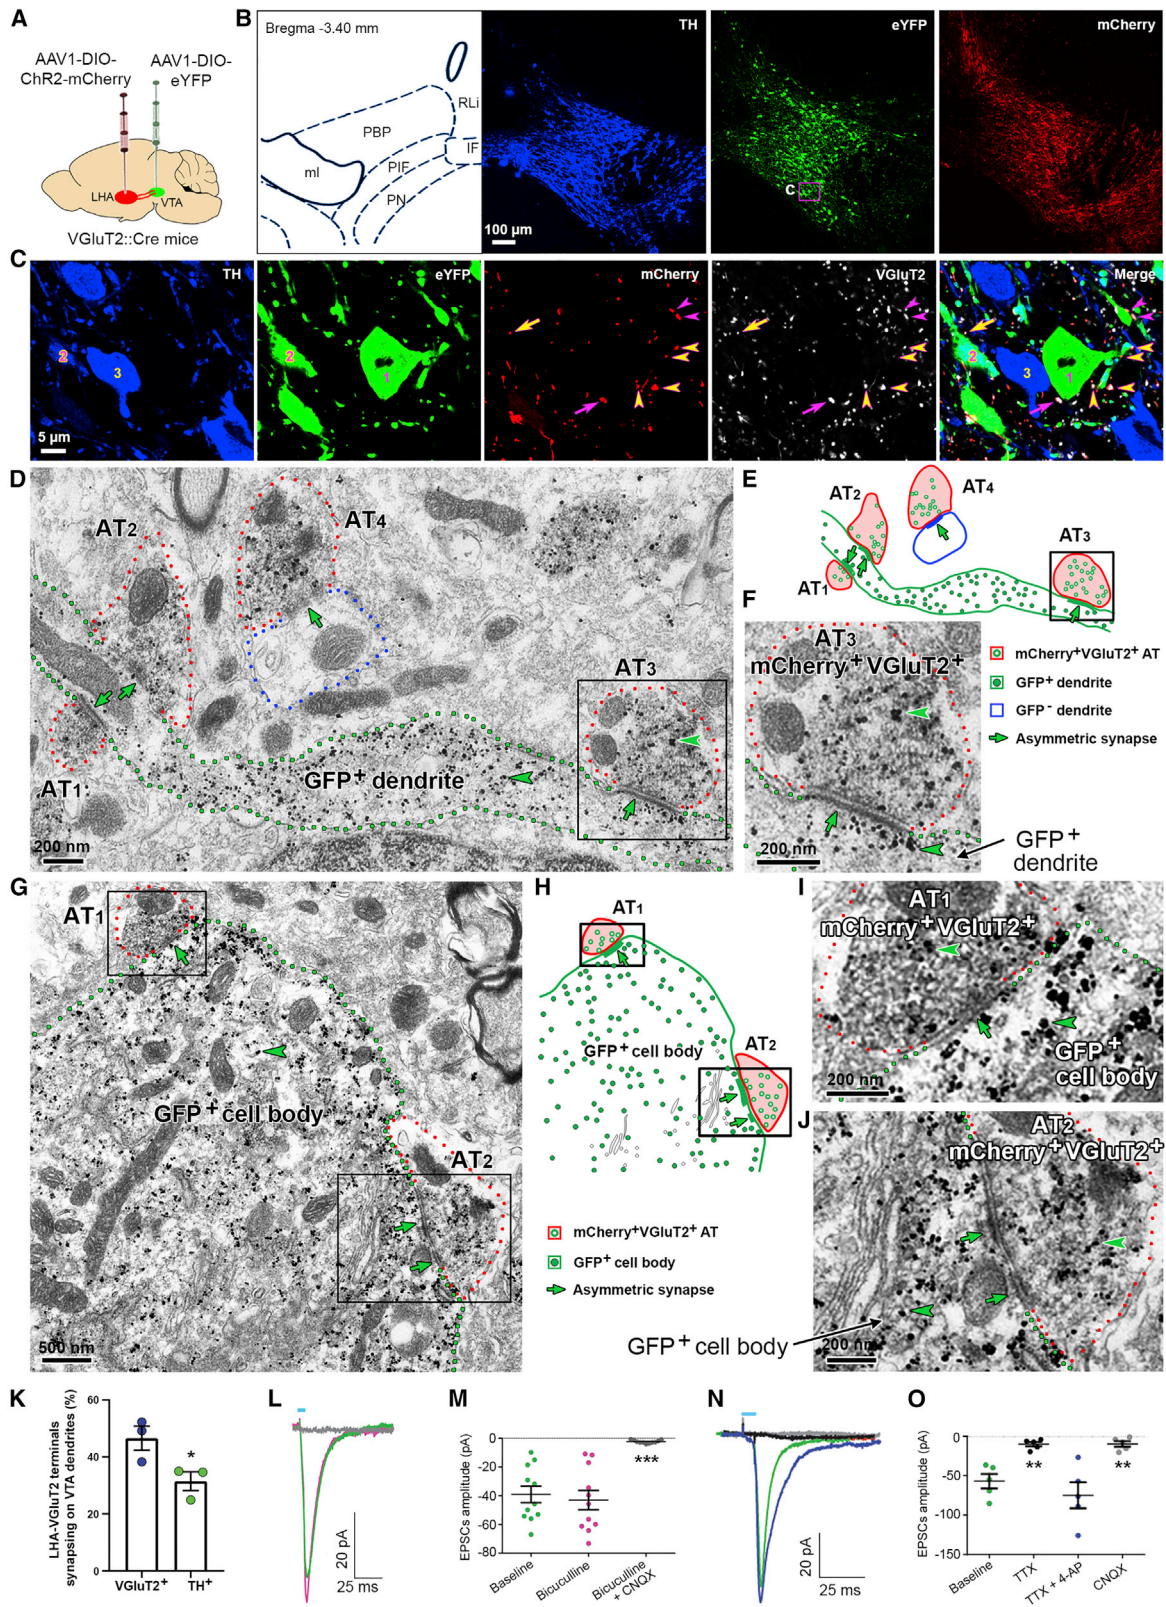 A
AAV1-DIO-
ChR2-mCherry
AAV1-DIO-
eYFP
LHA
VTA
VGluT2::Cre mice
B
Bregma -3.40 mm
RLi
PBP
IF
PIF
ml
PN
TH
100 µm
eYFP
C
mCherry
C
TH
2
3
5 µm
eYFP
2
1
mCherry
VGluT2
Merge
2
3
1
D
AT2
AT4
AT3
AT1
GFP+ dendrite
200 nm
E
AT2
AT4
AT3
AT1
mCherry+VGluT2+ AT
GFP+ dendrite
GFP- dendrite
Asymmetric synapse
F
AT3
mCherry+ VGluT2+
200 nm
GFP+
dendrite
G
AT1
GFP+ cell body
AT2
500 nm
H
AT1
GFP+ cell body
AT2
mCherry+VGluT2+ AT
GFP+ cell body
Asymmetric synapse
I
AT1
mCherry+VGluT2+
GFP+
cell body
200 nm
J
AT2
mCherry+VGluT2+
200 nm
GFP+ cell body
K
LHA-VGluT2 terminals
synapsing on VTA dendrites (%)
60
40
20
0
*
VGluT2+
TH+
L
20 pA
25 ms
M
EPSCs amplitude (pA)
0
-20
-40
-60
-80
***
Baseline
Bicuculline
Bicuculline
+ CNQX
N
20 pA
25 ms
O
EPSCs amplitude (pA)
0
-50
-100
-150
**
**
Baseline
TTX
TTX + 4-AP
CNQX